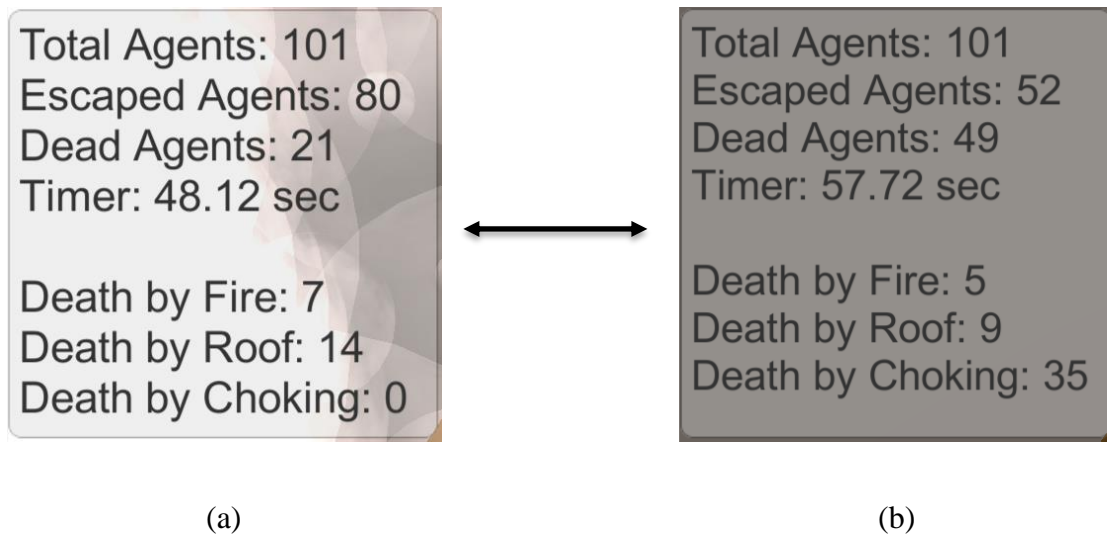 Total Agents: 101
Escaped Agents: 80
Dead Agents: 21
Timer: 48.12 sec
Death by Fire: 7
Death by Roof: 14
Death by Choking: 0
(a)
Total Agents: 101
Escaped Agents: 52
Dead Agents: 49
Timer: 57.72 sec
Death by Fire: 5
Death by Roof: 9
Death by Choking: 35
(b)